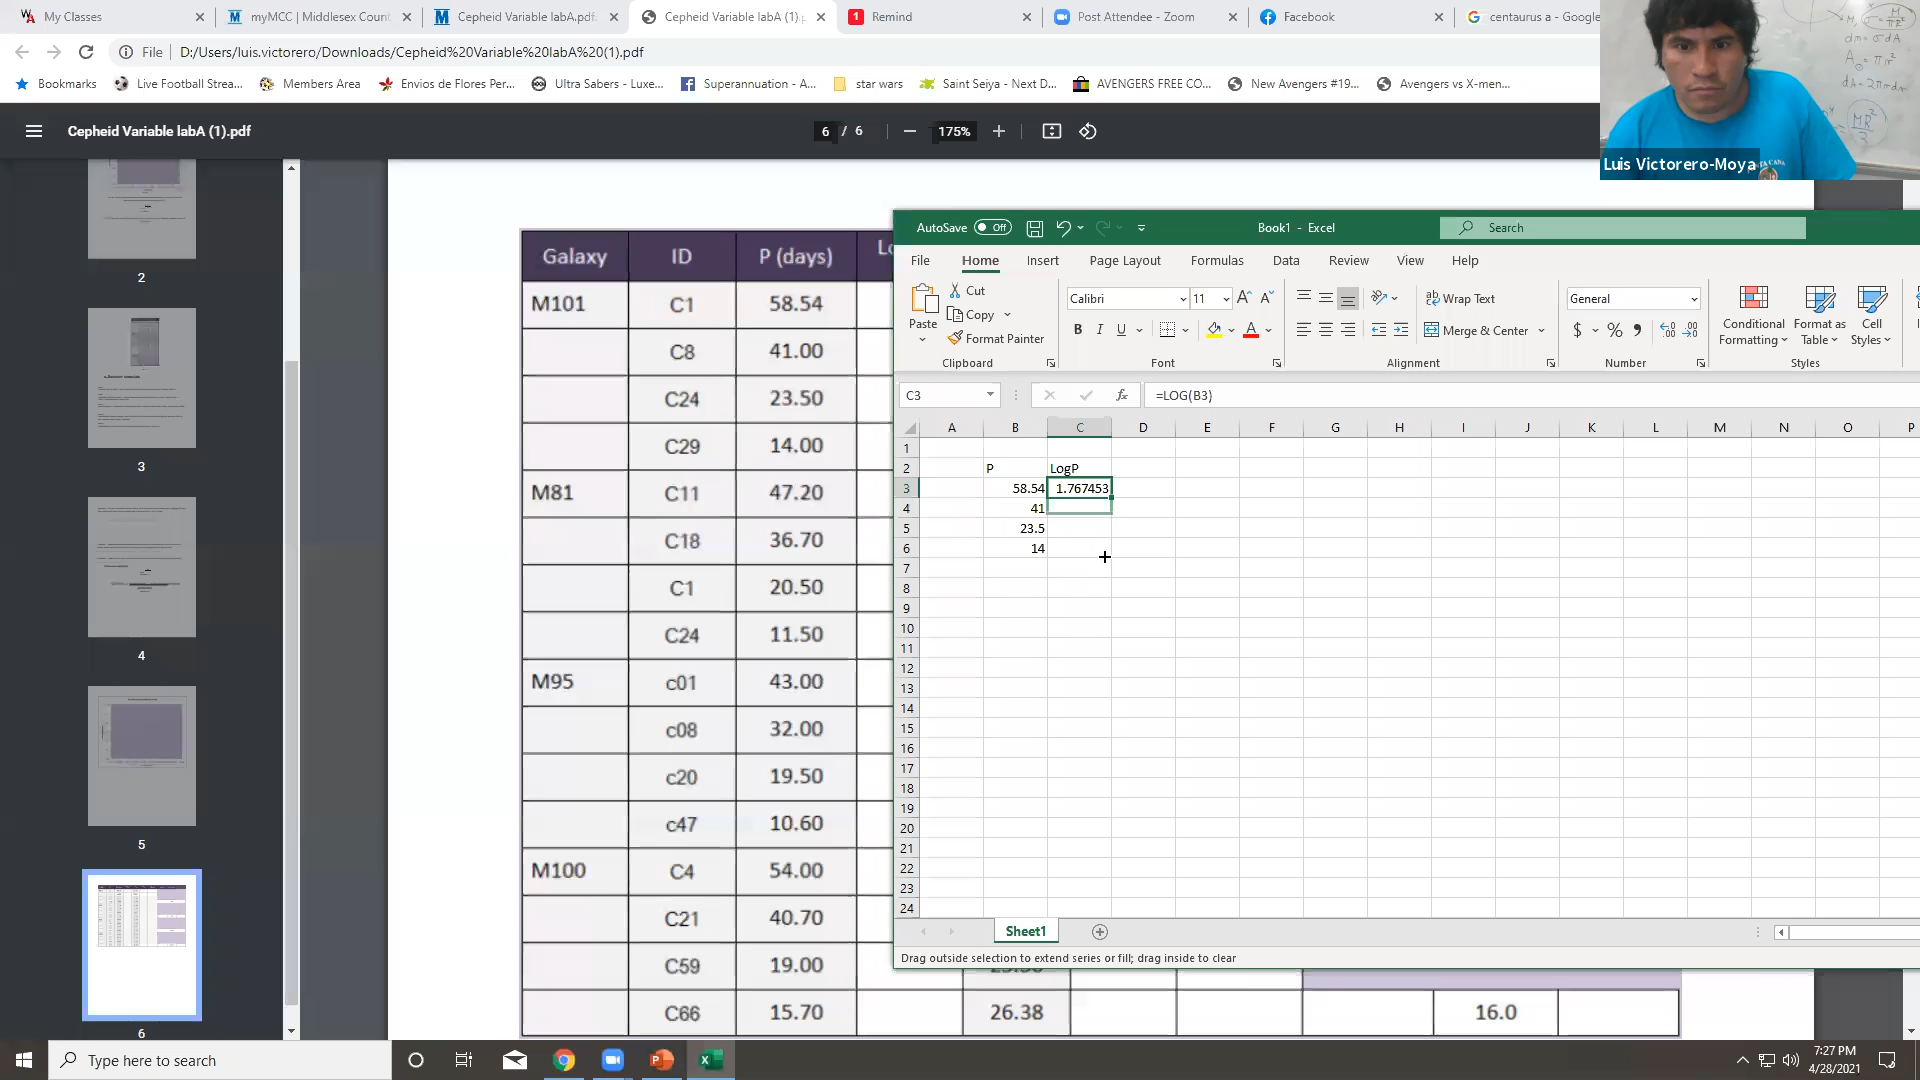 My Classes
myMCC | Middlesex Coun
Cepheid Variable labA.pdf
Cepheid Variable labA (1).p
Remind
Post Attendee - Zoom
Facebook
centaurus a - Google
File
D:/Users/luis.victorero/Downloads/Cepheid%20Variable%20labA%20(1).pdf
Bookmarks
Live Football Strea...
Members Area
Envios de Flores Per...
Ultra Sabers - Luxe...
Superannuation - A...
star wars
Saint Seiya - Next D...
AVENGERS FREE CO...
New Avengers #19...
Avengers vs X-men...
Cepheid Variable labA (1).pdf
6 / 6
175%
Luis Victorero-Moya
2
3
4
5
6
Galaxy ID P (days)
M101 C1 58.54
C8 41.00
C24 23.50
C29 14.00
M81 C11 47.20
C18 36.70
C1 20.50
C24 11.50
M95 c01 43.00
c08 32.00
c20 19.50
c47 10.60
M100 C4 54.00
C21 40.70
C59 19.00
C66 15.70 26.38 16.0
AutoSave Off
Book1 - Excel
Search
File Home Insert Page Layout Formulas Data Review View Help
Paste
Cut
Copy
Format Painter
Clipboard
Calibri 11
B I U
Font
Wrap Text
Merge & Center
Alignment
General
$ % ,
Number
Conditional Formatting
Format as Table
Cell Styles
Styles
C3
fx
=LOG(B3)
A B C D E F G H I J K L M N O P
1
2 P LogP
3 58.54 1.767453
4 41
5 23.5
6 14
7
8
9
10
11
12
13
14
15
16
17
18
19
20
21
22
23
24
Sheet1
Drag outside selection to extend series or fill; drag inside to clear
Type here to search
7:27 PM
4/28/2021